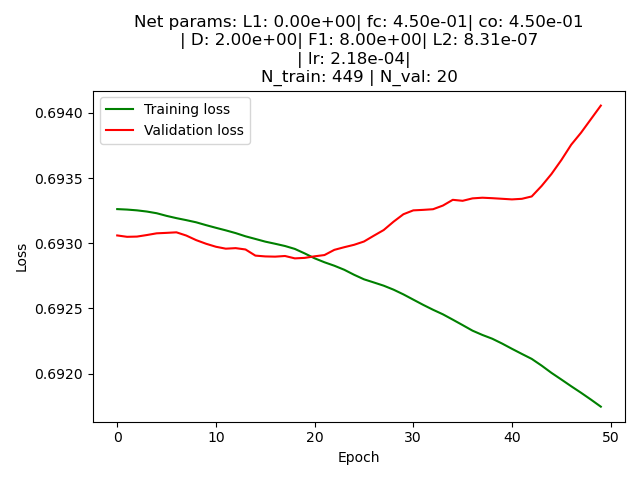 Net params: L1: 0.00e+00| fc: 4.50e-01| co: 4.50e-01
| D: 2.00e+00| F1: 8.00e+00| L2: 8.31e-07
| lr: 2.18e-04|
N_train: 449 | N_val: 20
Training loss
Validation loss
0.6940
0.6935
0.6930
0.6925
0.6920
Loss
0 10 20 30 40 50
Epoch